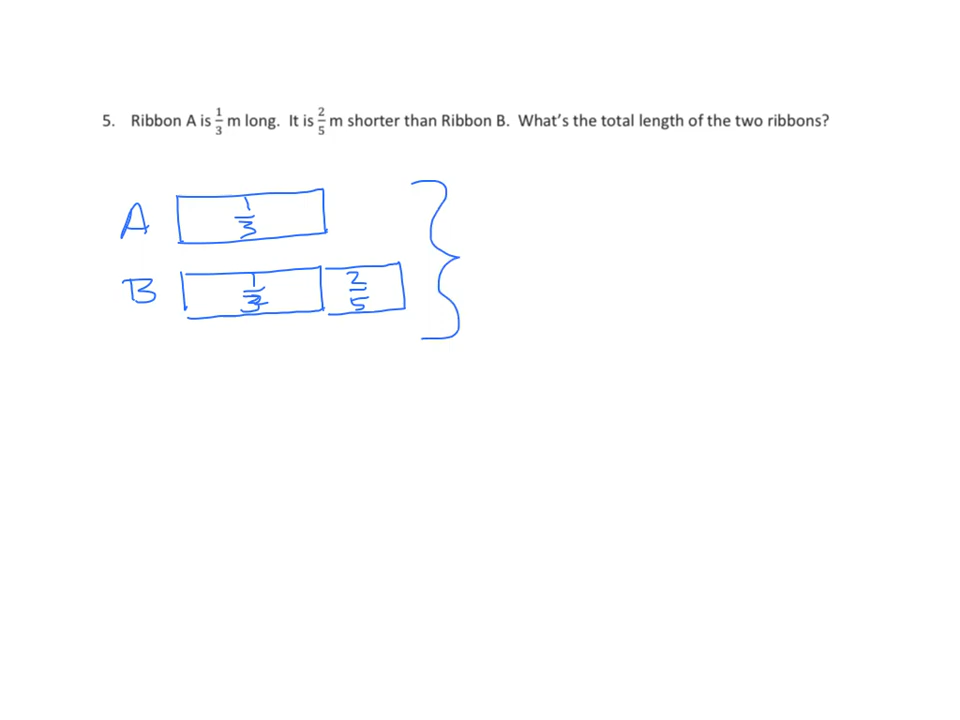 5. Ribbon A is 1/3 m long. It is 2/5 m shorter than Ribbon B. What's the total length of the two ribbons?
A 1/3
B 1/3 2/5